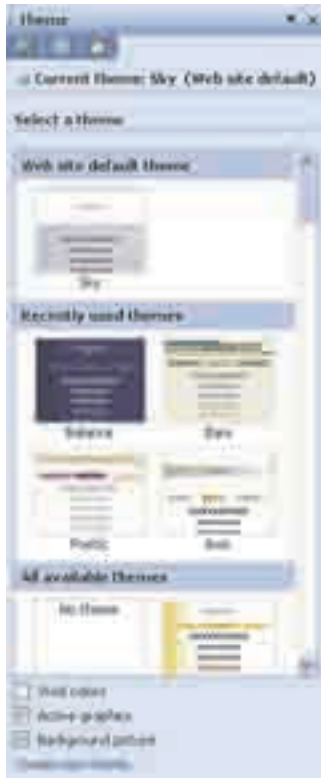 Theme
Current theme: Sky (Web site default)
Select a theme
Web site default theme
Sky
Recently used themes
Poetic
All available themes
No theme
Vivid colors
Active graphics
Background picture